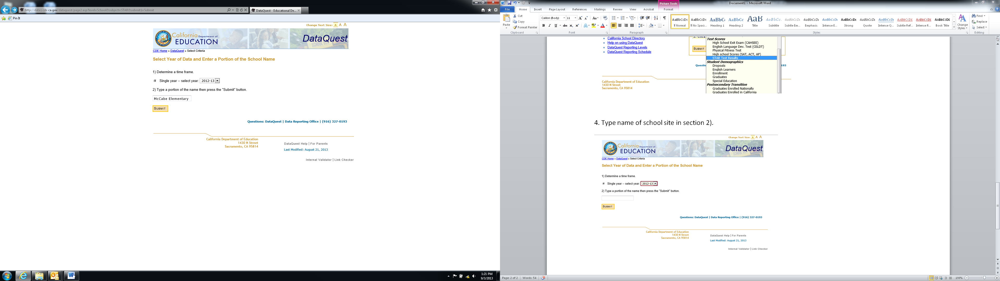 http://data1.cde.ca.gov/dataquest/page2.asp?level=School&subject=STAR&submit1=Submit
DataQuest - Educational De...
Pin It
Change Text Size: A A A
California Department of
EDUCATION
DataQuest
CDE Home » DataQuest » Select Criteria
Select Year of Data and Enter a Portion of the School Name
1) Determine a time frame.
Single year -- select year: 2012-13
2) Type a portion of the name then press the "Submit" button.
McCabe Elementary
SUBMIT
Questions: DataQuest | Data Reporting Office | (916) 327-0193
California Department of Education
1430 N Street
Sacramento, CA 95814
DataQuest Help | For Parents
Last Modified: August 21, 2013
Internal Validator | Link Checker
1:21 PM
9/3/2013
Picture Tools
Document1 - Microsoft Word
File Home Insert Page Layout References Mailings Review View Acrobat Format
Paste
Cut
Copy
Format Painter
Clipboard
Calibri (Body) 11
Font
Paragraph
AaBbCcDc AaBbCcDc AaBbC AaBbCc AaB AaBbCc. AaBbCcDc AaBbCcDc AaBbCcDc AaBbCcDc AaBbCcDc AaBbCcDc AABBCCDD AABBCCDD AABBCCDD
¶ Normal ¶ No Spaci... Heading 1 Heading 2 Title Subtitle Subtle Em... Emphasis Intense E... Strong Quote Intense Q... Subtle Ref... Intense R... Book Title
Change Styles
Styles
Find
Replace
Select
Editing
California School Directory
Help on using DataQuest
DataQuest Reporting Levels
DataQuest Reporting Schedule
3. Click
SUBMIT
Test Scores
High School Exit Exam (CAHSEE)
English Language Dev. Test (CELDT)
Physical Fitness Test
High school Scores (SAT, ACT, AP)
STAR Test Results
Student Demographics
Dropouts
English Learners
Enrollment
Graduates
Special Education
Postsecondary Transition
Graduates Enrolled Nationally
Graduates Enrolled in California
Questio
193
California Department of Education
1430 N Street
Sacramento, CA 95814
4. Type name of school site in section 2).
Change Text Size: A A A
California Department of
EDUCATION
DataQuest
CDE Home » DataQuest » Select Criteria
Select Year of Data and Enter a Portion of the School Name
1) Determine a time frame.
Single year -- select year: 2012-13
2) Type a portion of the name then press the "Submit" button.
SUBMIT
Questions: DataQuest | Data Reporting Office | (916) 327-0193
California Department of Education
1430 N Street
Sacramento, CA 95814
DataQuest Help | For Parents
Last Modified: August 21, 2013
Internal Validator | Link Checker
Page: 2 of 2 Words: 54
190%